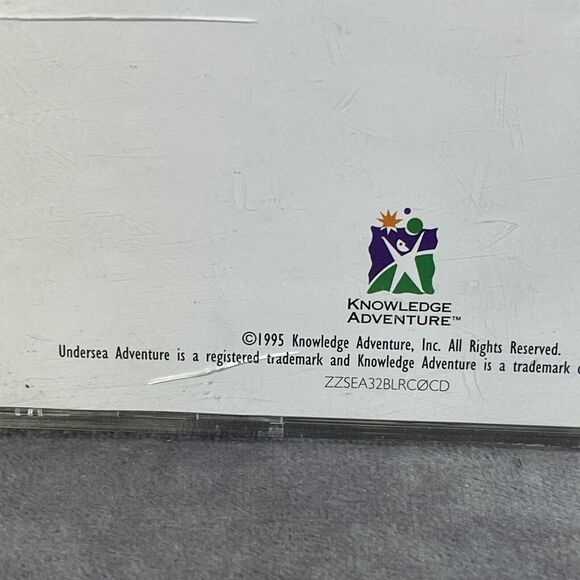 KNOWLEDGE
ADVENTURE™
©1995 Knowledge Adventure, Inc. All Rights Reserved.
Undersea Adventure is a registered trademark and Knowledge Adventure is a trademark
ZZSEA32BLRCØCD